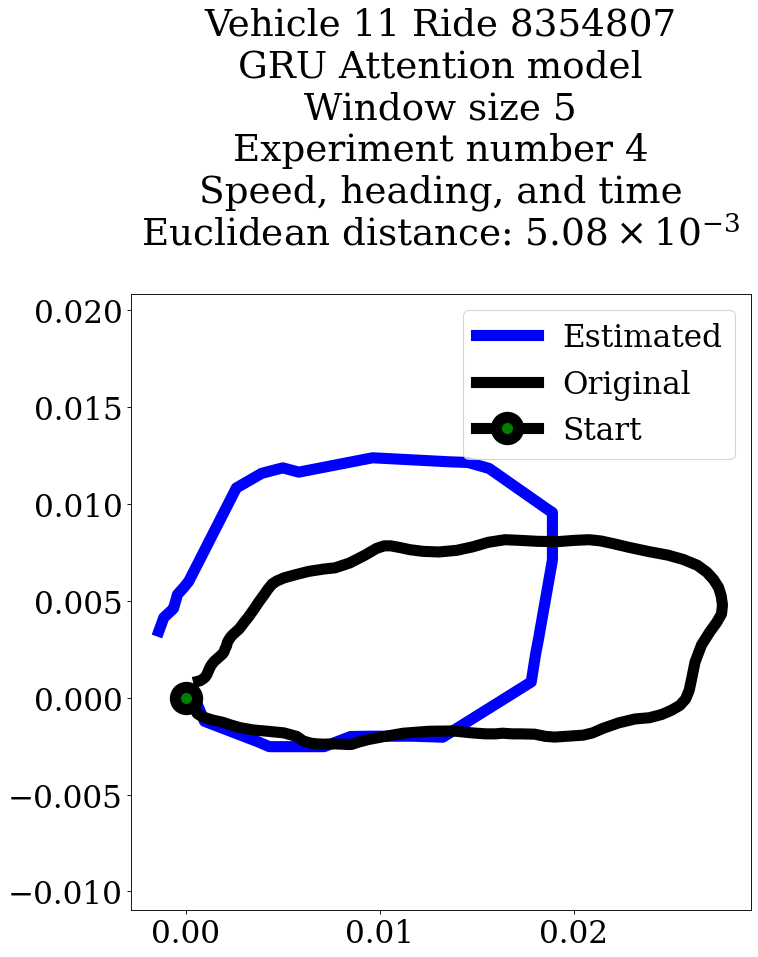 Vehicle 11 Ride 8354807
GRU Attention model
Window size 5
Experiment number 4
Speed, heading, and time
Euclidean distance: 5.08 × 10⁻³
0.020
0.015
0.010
0.005
0.000
−0.005
−0.010
Estimated
Original
Start
0.00 0.01 0.02